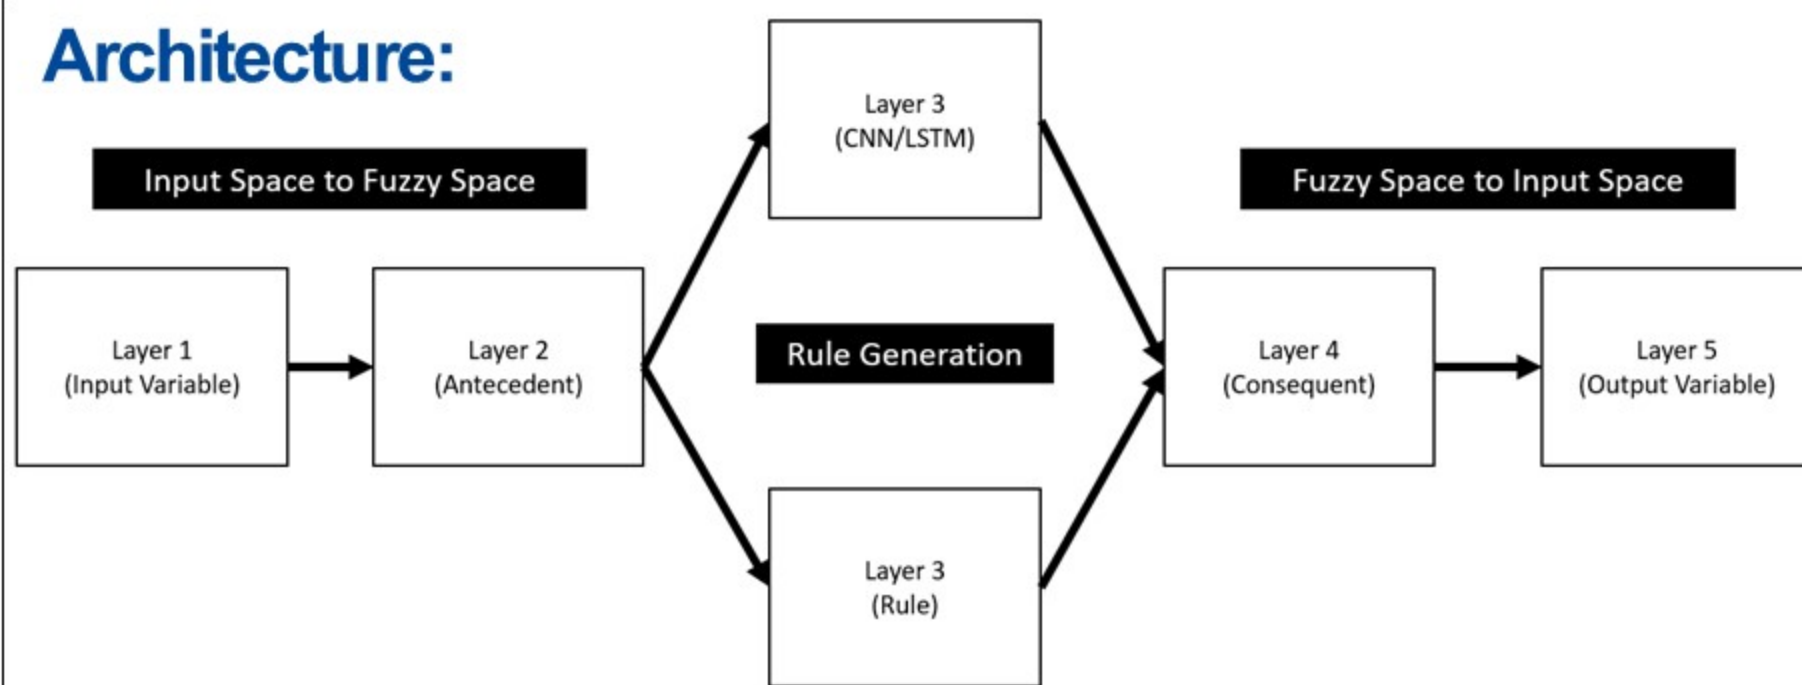 Architecture:
Layer 3
(CNN/LSTM)
Input Space to Fuzzy Space
Fuzzy Space to Input Space
Layer 1
(Input Variable)
Layer 2
(Antecedent)
Rule Generation
Layer 4
(Consequent)
Layer 5
(Output Variable)
Layer 3
(Rule)